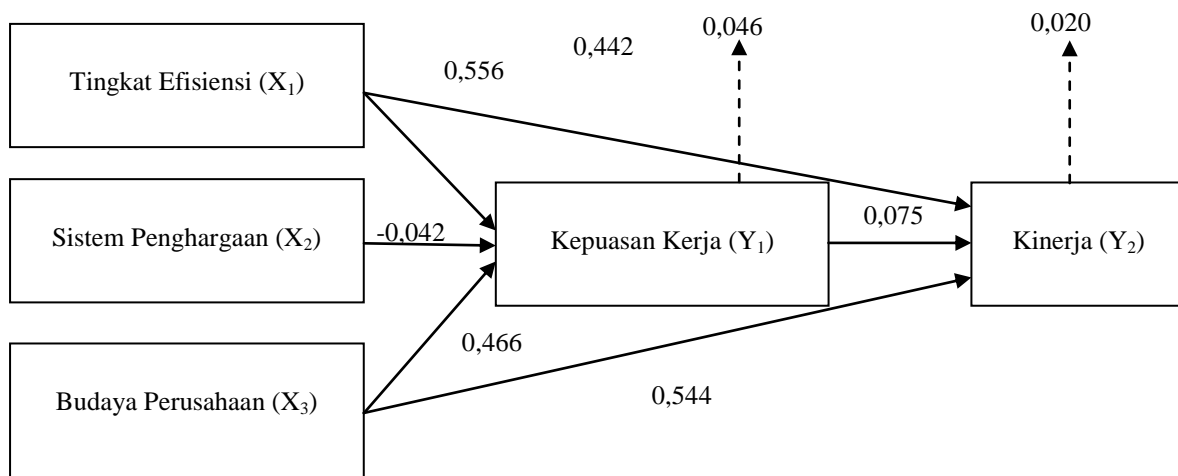 0,046
0,020
0,442
Tingkat Efisiensi (X1)
0,556
0,075
Sistem Penghargaan (X2)
-0,042
Kepuasan Kerja (Y1)
Kinerja (Y2)
0,466
0,544
Budaya Perusahaan (X3)